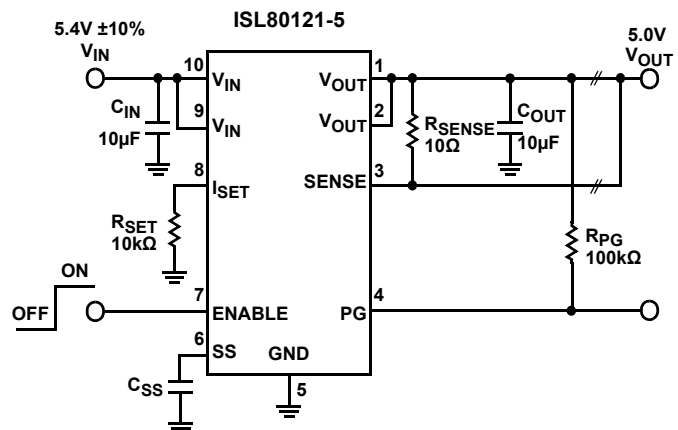 ISL80121-5
5.4V ±10%
VIN
5.0V
VOUT
10
VIN
1
VOUT
CIN
10µF
9
VIN
2
VOUT
RSENSE
10Ω
COUT
10µF
8
ISET
3
SENSE
RSET
10kΩ
RPG
100kΩ
ON
OFF
7
ENABLE
4
PG
6
SS
GND
CSS
5